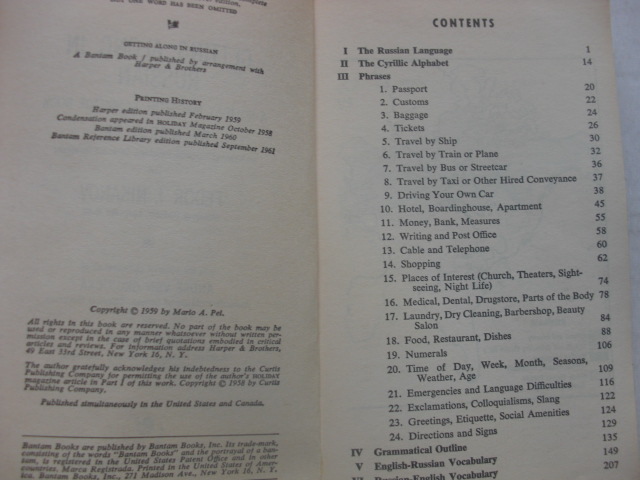 complete
edition,
NOT ONE WORD HAS BEEN OMITTED
GETTING ALONG IN RUSSIAN
A Bantam Book / published by arrangement with
Harper & Brothers
PRINTING HISTORY
Harper edition published February 1959
Condensation appeared in HOLIDAY Magazine October 1958
Bantam edition published March 1960
Bantam Reference Library edition published September 1961
Copyright © 1959 by Mario A. Pei.
All rights in this book are reserved. No part of the book may be
used or reproduced in any manner whatsoever without written per-
mission except in the case of brief quotations embodied in critical
articles and reviews. For information address Harper & Brothers,
49 East 33rd Street, New York 16, N. Y.
The author gratefully acknowledges his indebtedness to the Curtis
Publishing Company for permitting the use of the author's HOLIDAY
magazine article in Part I of this work. Copyright © 1958 by Curtis
Publishing Company.
Published simultaneously in the United States and Canada.
Bantam Books are published by Bantam Books, Inc. Its trade-mark,
consisting of the words "Bantam Books" and the portrayal of a ban-
tam, is registered in the United States Patent Office and in other
countries. Marca Registrada. Printed in the United States of Amer-
ica. Bantam Books, Inc., 271 Madison Ave., New York 16, N. Y.
CONTENTS
I The Russian Language 1
II The Cyrillic Alphabet 14
III Phrases
1. Passport 20
2. Customs 22
3. Baggage 24
4. Tickets 26
5. Travel by Ship 30
6. Travel by Train or Plane 32
7. Travel by Bus or Streetcar 36
8. Travel by Taxi or Other Hired Conveyance 37
9. Driving Your Own Car 38
10. Hotel, Boardinghouse, Apartment 45
11. Money, Bank, Measures 55
12. Writing and Post Office 58
13. Cable and Telephone 60
14. Shopping 62
15. Places of Interest (Church, Theaters, Sight-
seeing, Night Life) 74
16. Medical, Dental, Drugstore, Parts of the Body 78
17. Laundry, Dry Cleaning, Barbershop, Beauty
Salon 84
18. Food, Restaurant, Dishes 88
19. Numerals 106
20. Time of Day, Week, Month, Seasons,
Weather, Age 109
21. Emergencies and Language Difficulties 116
22. Exclamations, Colloquialisms, Slang 122
23. Greetings, Etiquette, Social Amenities 124
24. Directions and Signs 129
IV Grammatical Outline 135
V English-Russian Vocabulary 149
VI Russian-English Vocabulary 207